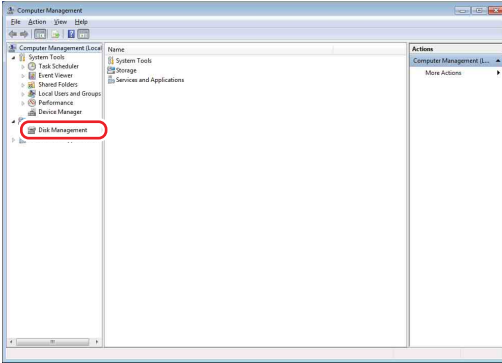 Computer Management
File Action View Help
Computer Management (Local
System Tools
Task Scheduler
Event Viewer
Shared Folders
Local Users and Groups
Performance
Device Manager
Disk Management
Name
System Tools
Storage
Services and Applications
Actions
Computer Management (L...
More Actions